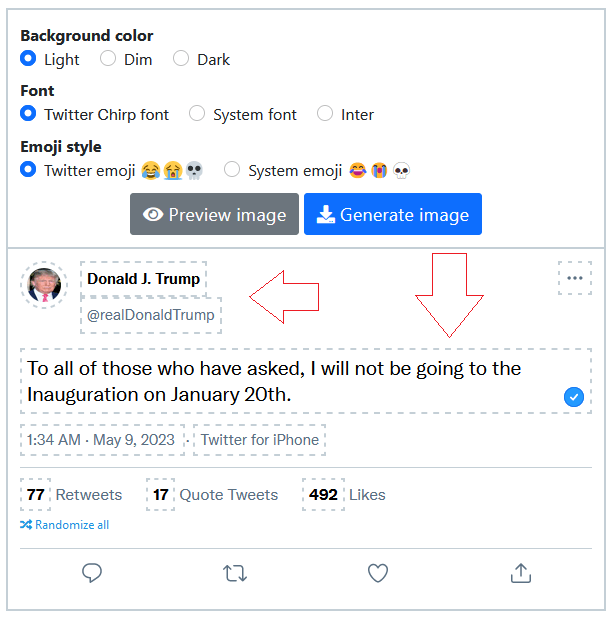 Background color
Light Dim Dark
Font
Twitter Chirp font System font Inter
Emoji style
Twitter emoji 😂😭💀 System emoji 😂😭💀
Preview image Generate image
Donald J. Trump
@realDonaldTrump
To all of those who have asked, I will not be going to the
Inauguration on January 20th.
1:34 AM · May 9, 2023 · Twitter for iPhone
77 Retweets 17 Quote Tweets 492 Likes
Randomize all